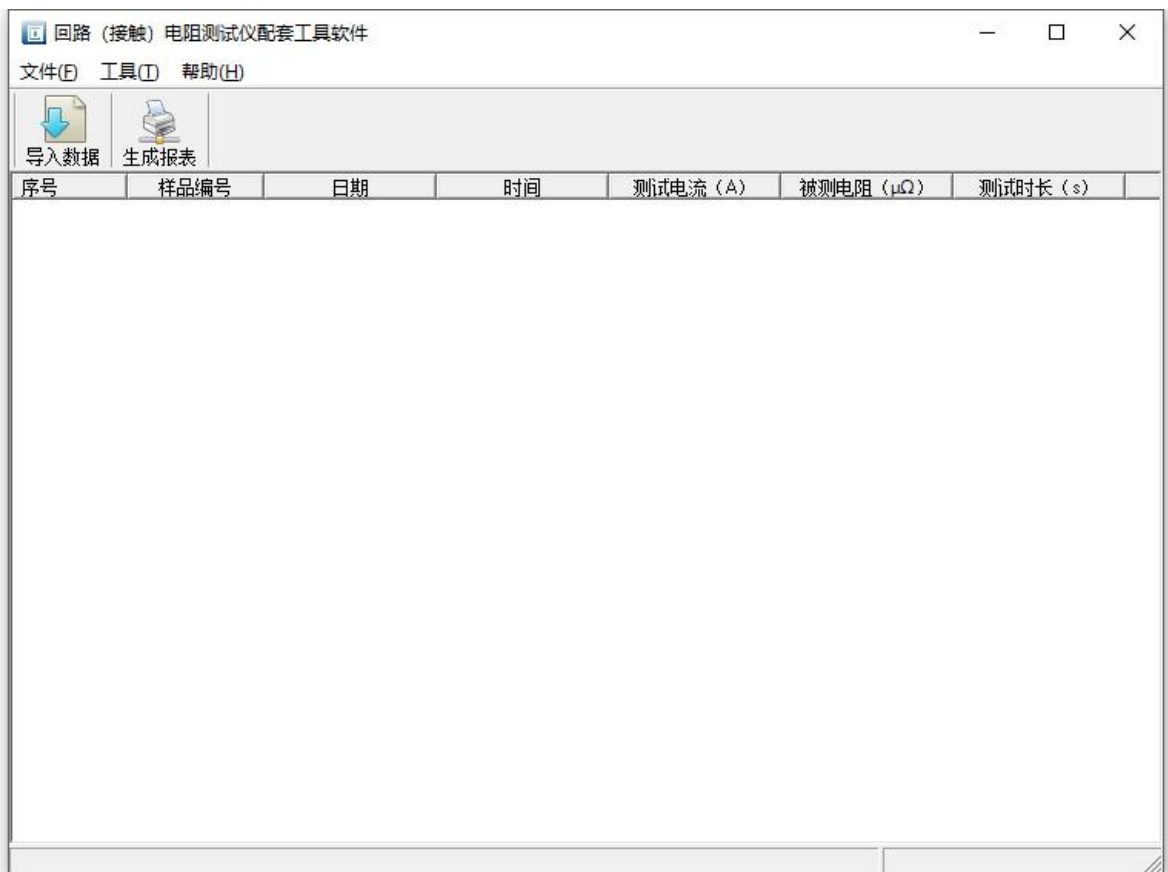 回路（接触）电阻测试仪配套工具软件
文件(F) 工具(T) 帮助(H)
导入数据 生成报表
序号 样品编号 日期 时间 测试电流（A） 被测电阻（μΩ） 测试时长（s）